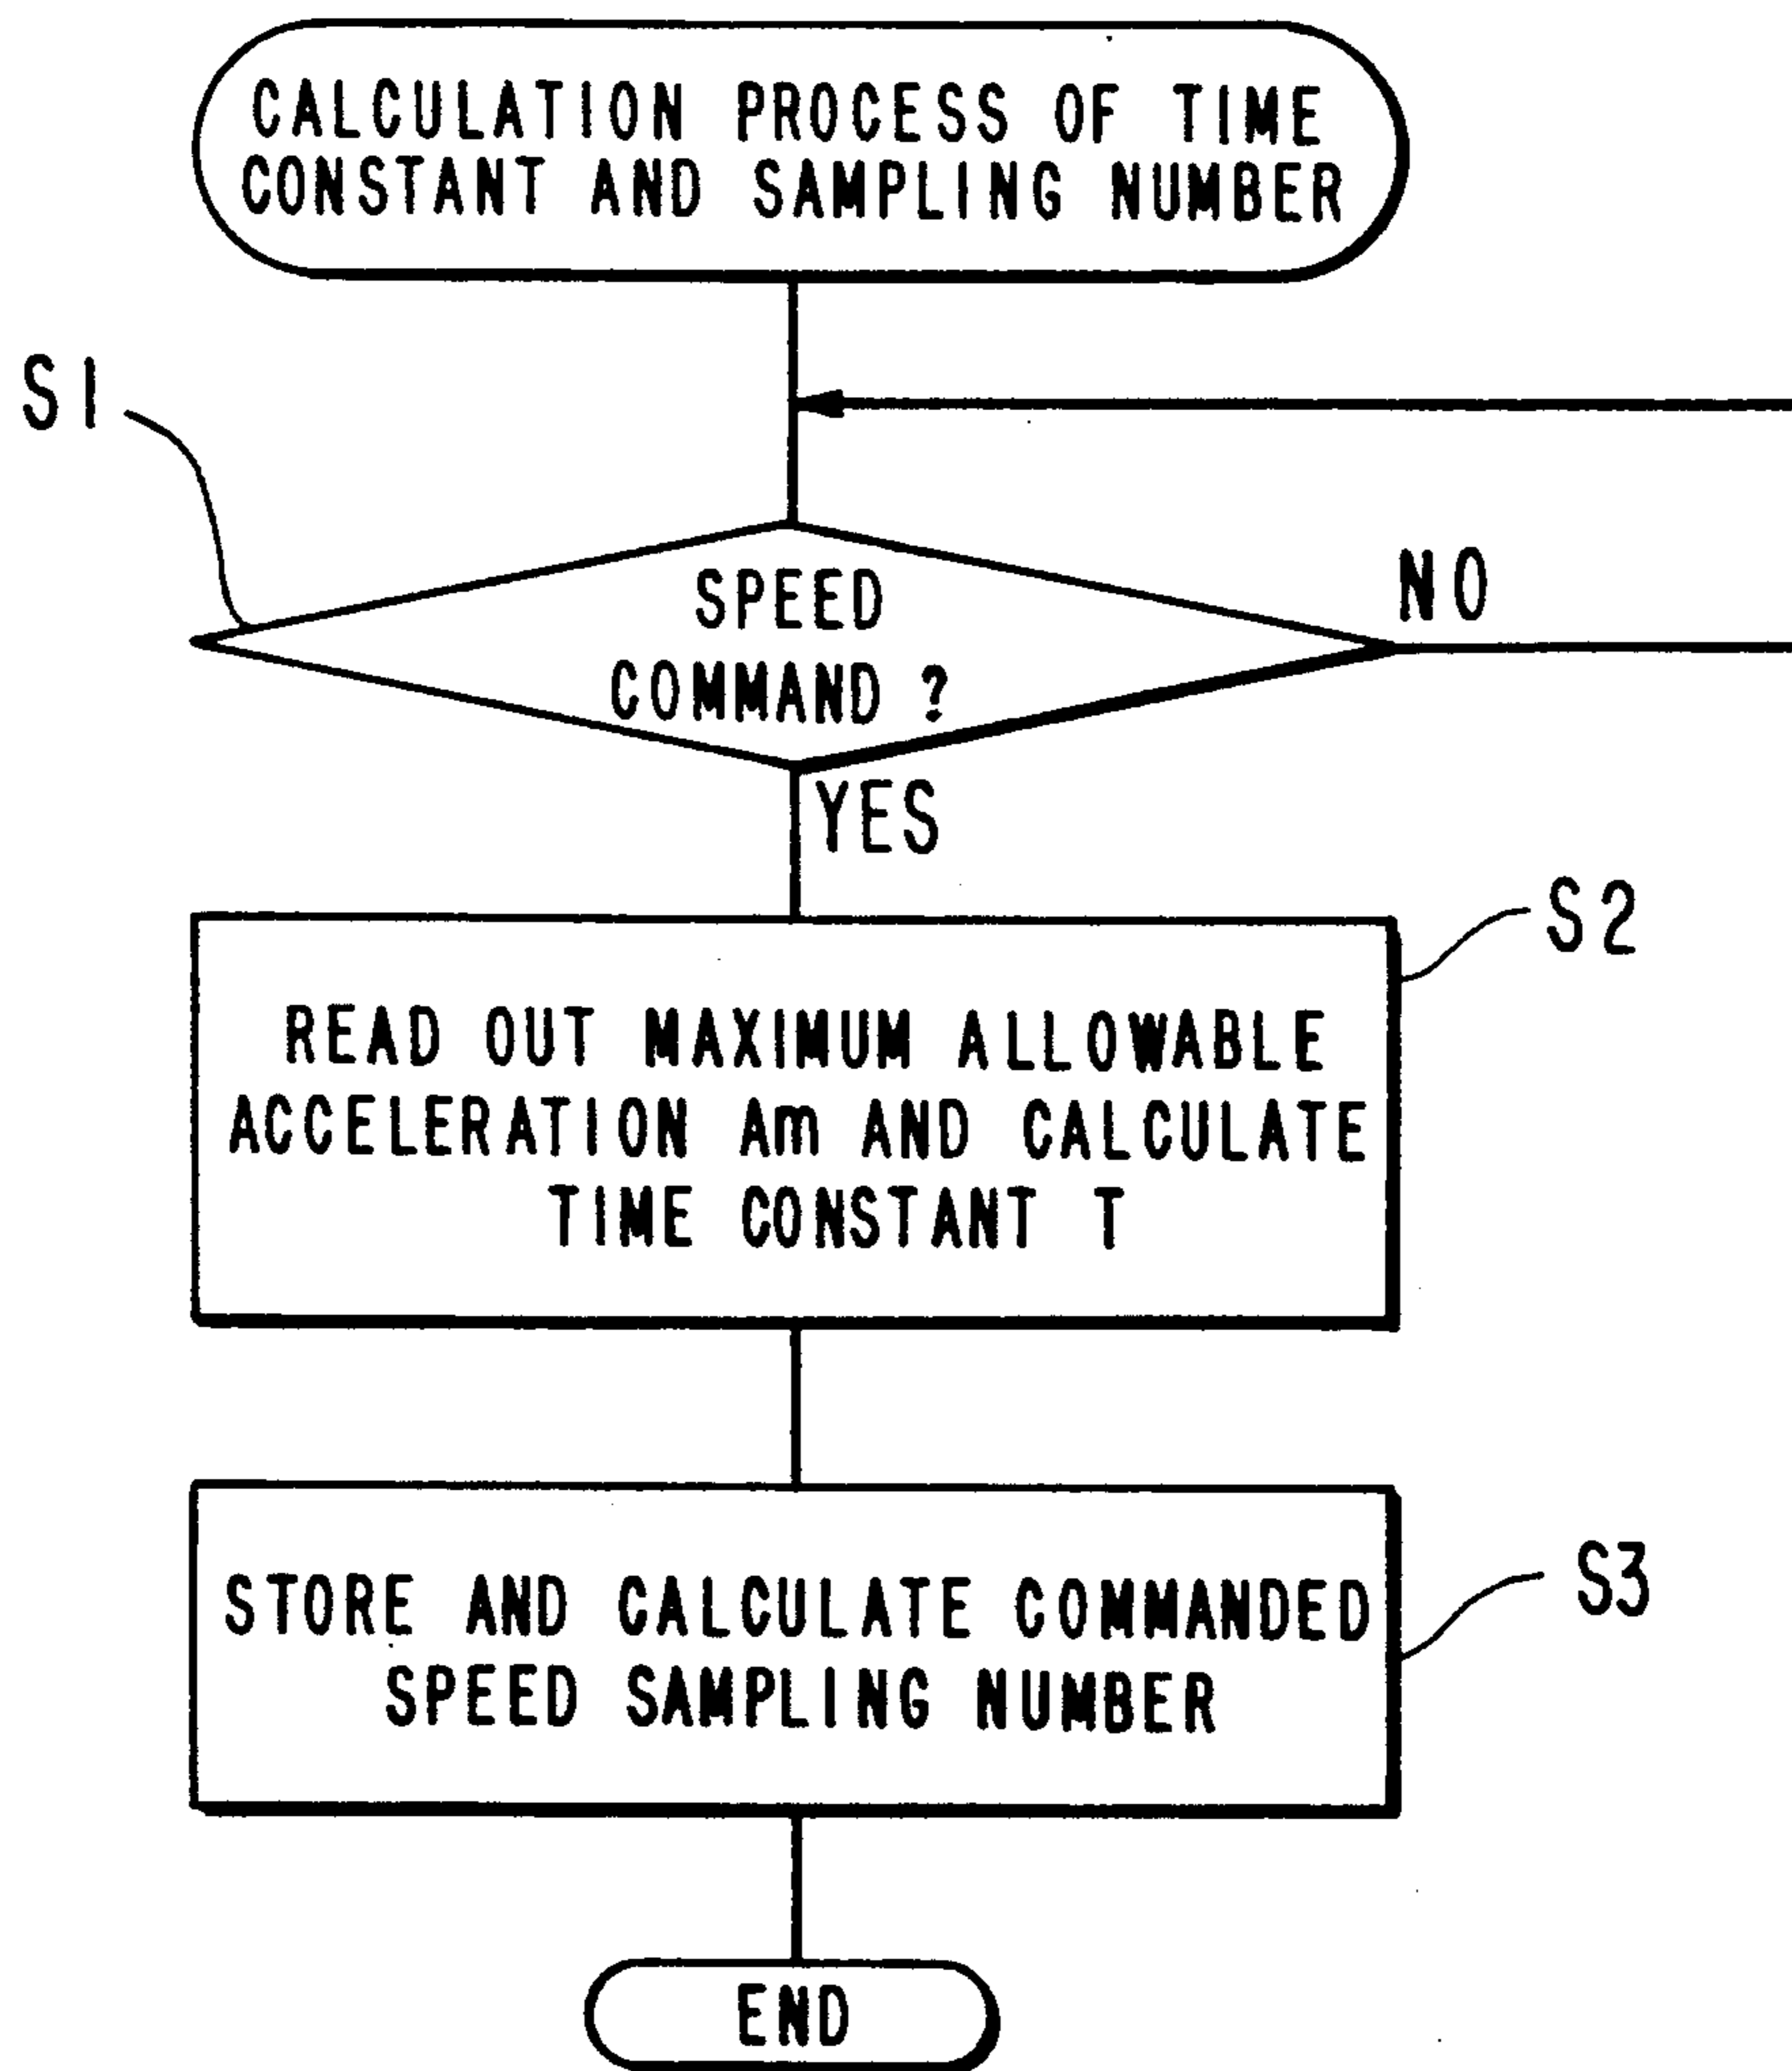 CALCULATION PROCESS OF TIME
CONSTANT AND SAMPLING NUMBER
S1
SPEED
COMMAND ?
NO
YES
S2
READ OUT MAXIMUM ALLOWABLE
ACCELERATION Am AND CALCULATE
TIME CONSTANT T
STORE AND CALCULATE COMMANDED
SPEED SAMPLING NUMBER
S3
END